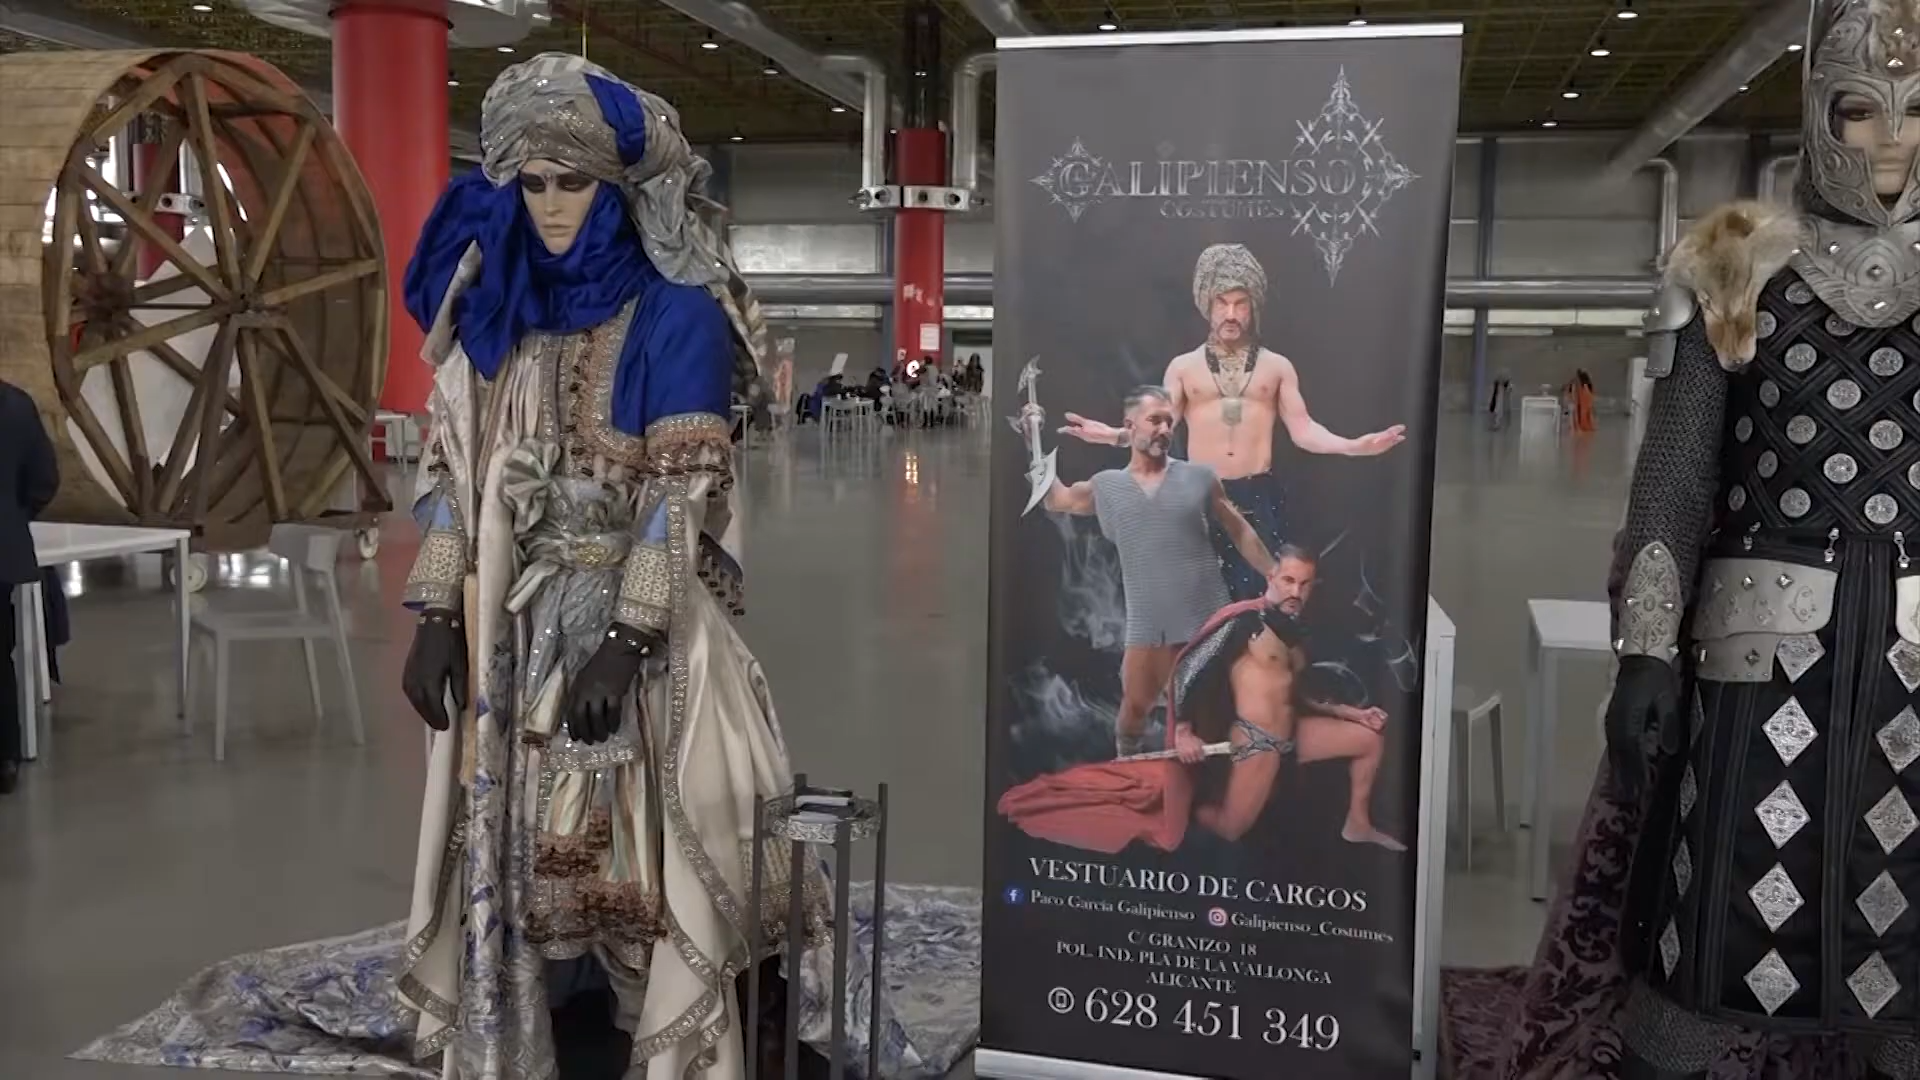 GALIPIENSO
COSTUMES
VESTUARIO DE CARGOS
Paco García Galipienso Galipienso_Costumes
C/ GRANIZO 18
POL. IND. PLA DE LA VALLONGA
ALICANTE
628 451 349